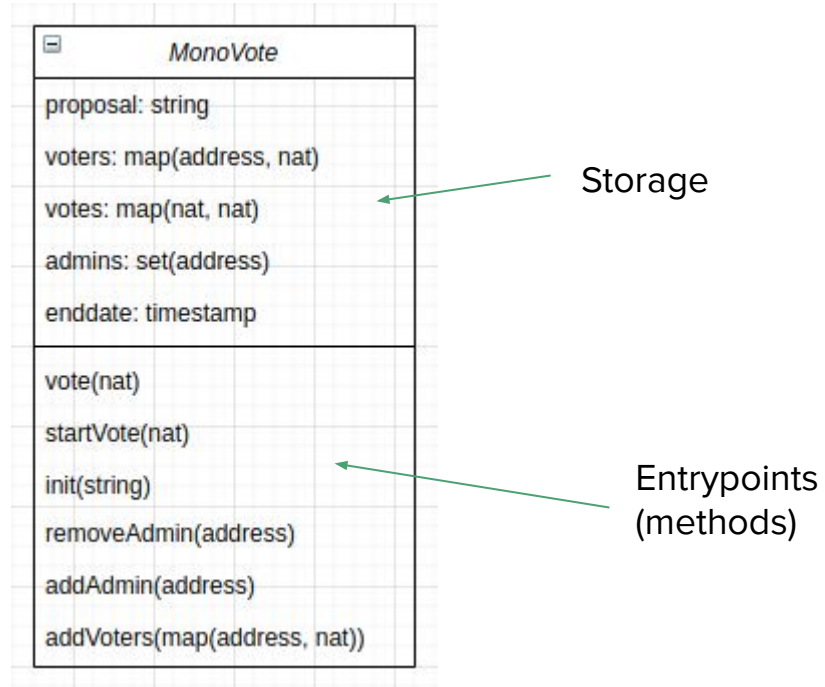 MonoVote
proposal: string
voters: map(address, nat)
votes: map(nat, nat)
admins: set(address)
enddate: timestamp
Storage
vote(nat)
startVote(nat)
init(string)
removeAdmin(address)
addAdmin(address)
addVoters(map(address, nat))
Entrypoints
(methods)